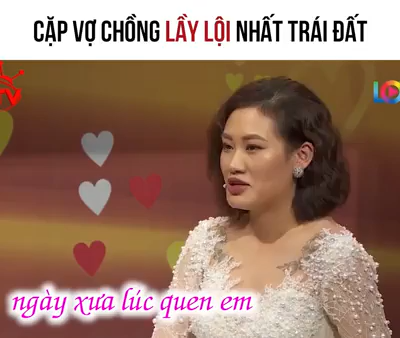 CẶP VỢ CHỒNG LẦY LỘI NHẤT TRÁI ĐẤT
ngày xưa lúc quen em